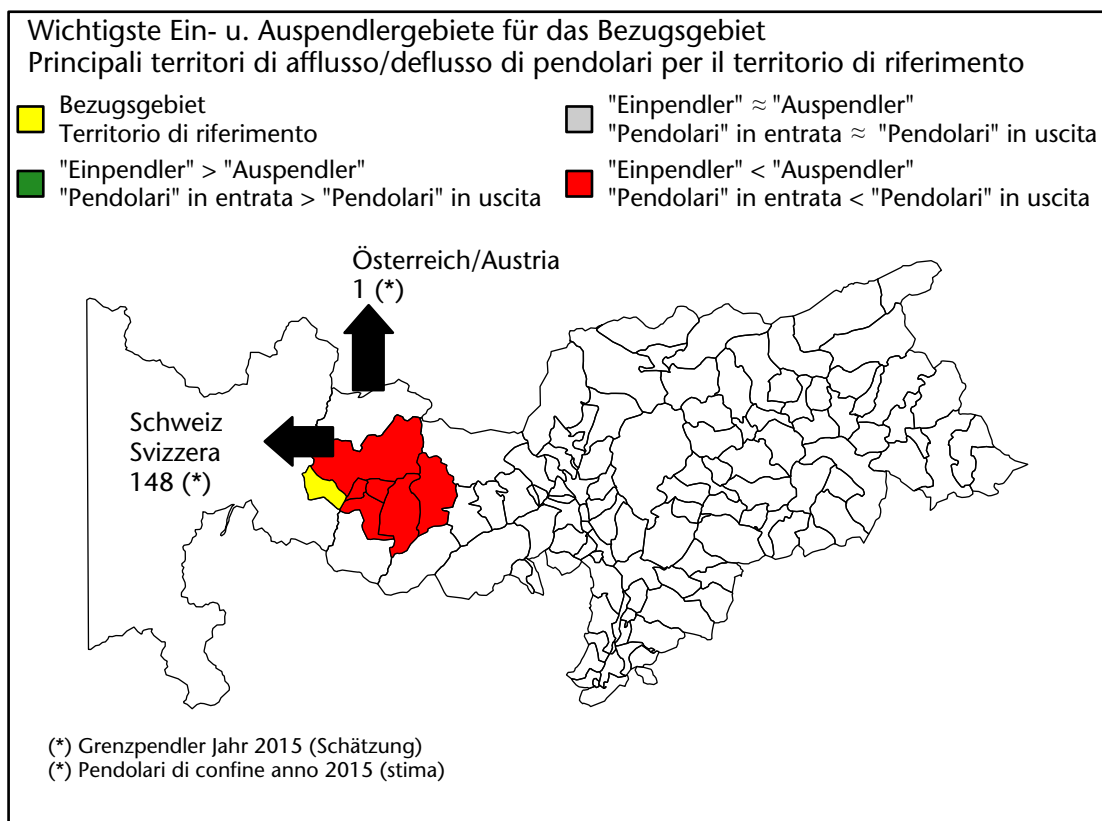 Wichtigste Ein- u. Auspendlergebiete für das Bezugsgebiet
Principali territori di afflusso/deflusso di pendolari per il territorio di riferimento
Bezugsgebiet
Territorio di riferimento
"Einpendler" > "Auspendler"
"Pendolari" in entrata > "Pendolari" in uscita
"Einpendler" ≈ "Auspendler"
"Pendolari" in entrata ≈ "Pendolari" in uscita
"Einpendler" < "Auspendler"
"Pendolari" in entrata < "Pendolari" in uscita
Österreich/Austria
1 (*)
Schweiz
Svizzera
148 (*)
(*) Grenzpendler Jahr 2015 (Schätzung)
(*) Pendolari di confine anno 2015 (stima)